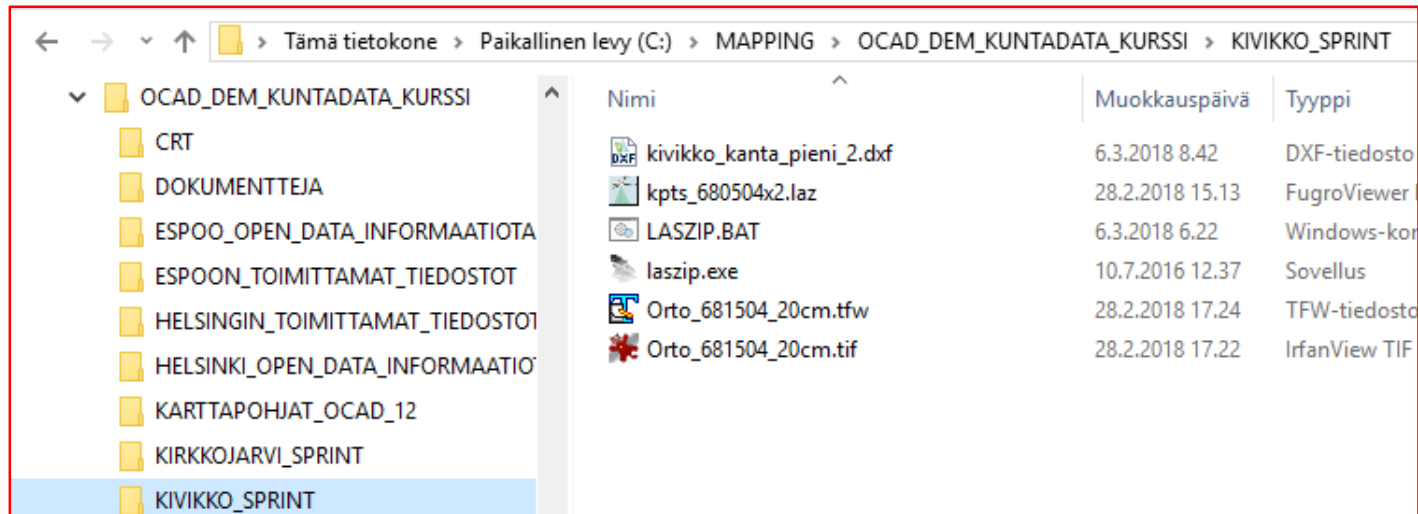 Tämä tietokone > Paikallinen levy (C:) > MAPPING > OCAD_DEM_KUNTADATA_KURSSI > KIVIKKO_SPRINT
OCAD_DEM_KUNTADATA_KURSSI
CRT
DOKUMENTTEJA
ESPOO_OPEN_DATA_INFORMAATIOTA
ESPOON_TOIMITTAMAT_TIEDOSTOT
HELSINGIN_TOIMITTAMAT_TIEDOSTOT
HELSINKI_OPEN_DATA_INFORMAATIO
KARTTAPOHJAT_OCAD_12
KIRKKOJARVI_SPRINT
KIVIKKO_SPRINT
Nimi Muokkauspäivä Tyyppi
kivikko_kanta_pieni_2.dxf 6.3.2018 8.42 DXF-tiedosto
kpts_680504x2.laz 28.2.2018 15.13 FugroViewer
LASZIP.BAT 6.3.2018 6.22 Windows-kor
laszip.exe 10.7.2016 12.37 Sovellus
Orto_681504_20cm.tfw 28.2.2018 17.24 TFW-tiedosto
Orto_681504_20cm.tif 28.2.2018 17.22 IrfanView TIF